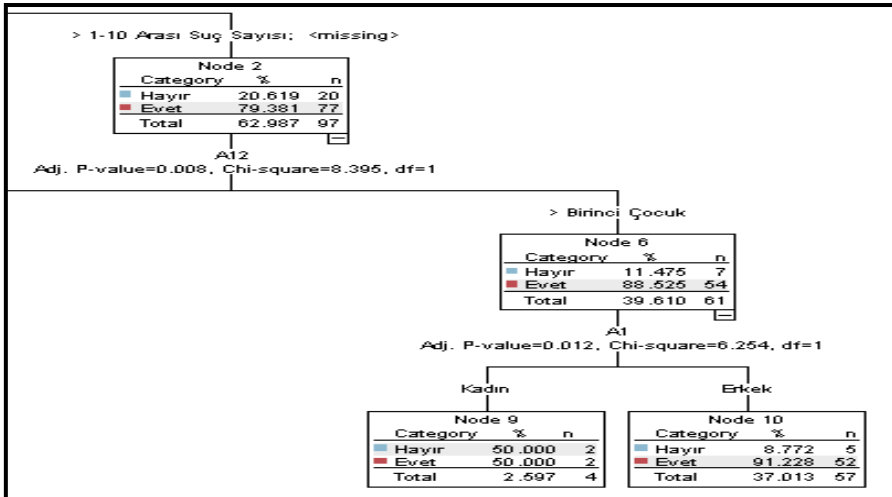 > 1-10 Arası Suç Sayısı; <missing>
Node 2
Category % n
Hayır 20.619 20
Evet 79.381 77
Total 62.987 97
A12
Adj. P-value=0.008, Chi-square=8.395, df=1
> Birinci Çocuk
Node 6
Category % n
Hayır 11.475 7
Evet 88.525 54
Total 39.610 61
A1
Adj. P-value=0.012, Chi-square=6.254, df=1
Kadın Erkek
Node 9 Node 10
Category % n Category % n
Hayır 50.000 2 Hayır 8.772 5
Evet 50.000 2 Evet 91.228 52
Total 2.597 4 Total 37.013 57